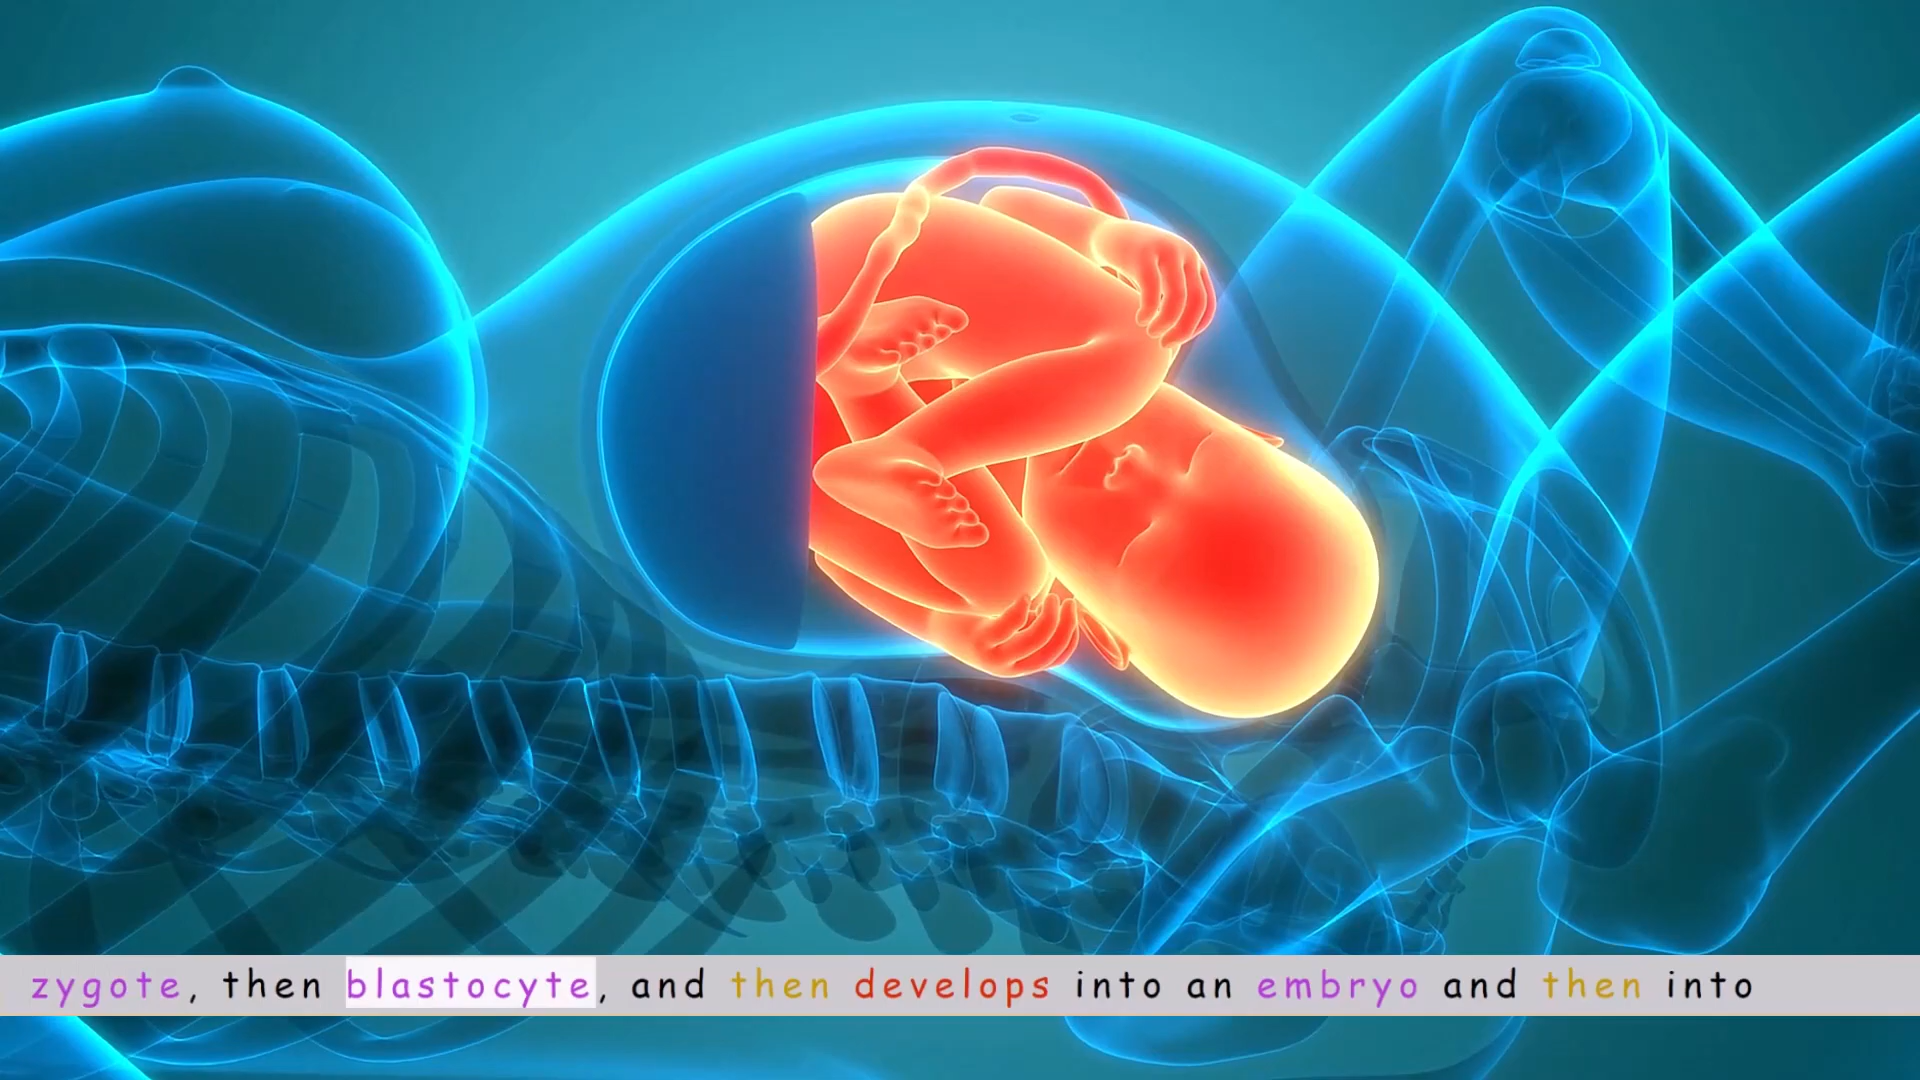 zygote, then blastocyte, and then develops into an embryo and then into